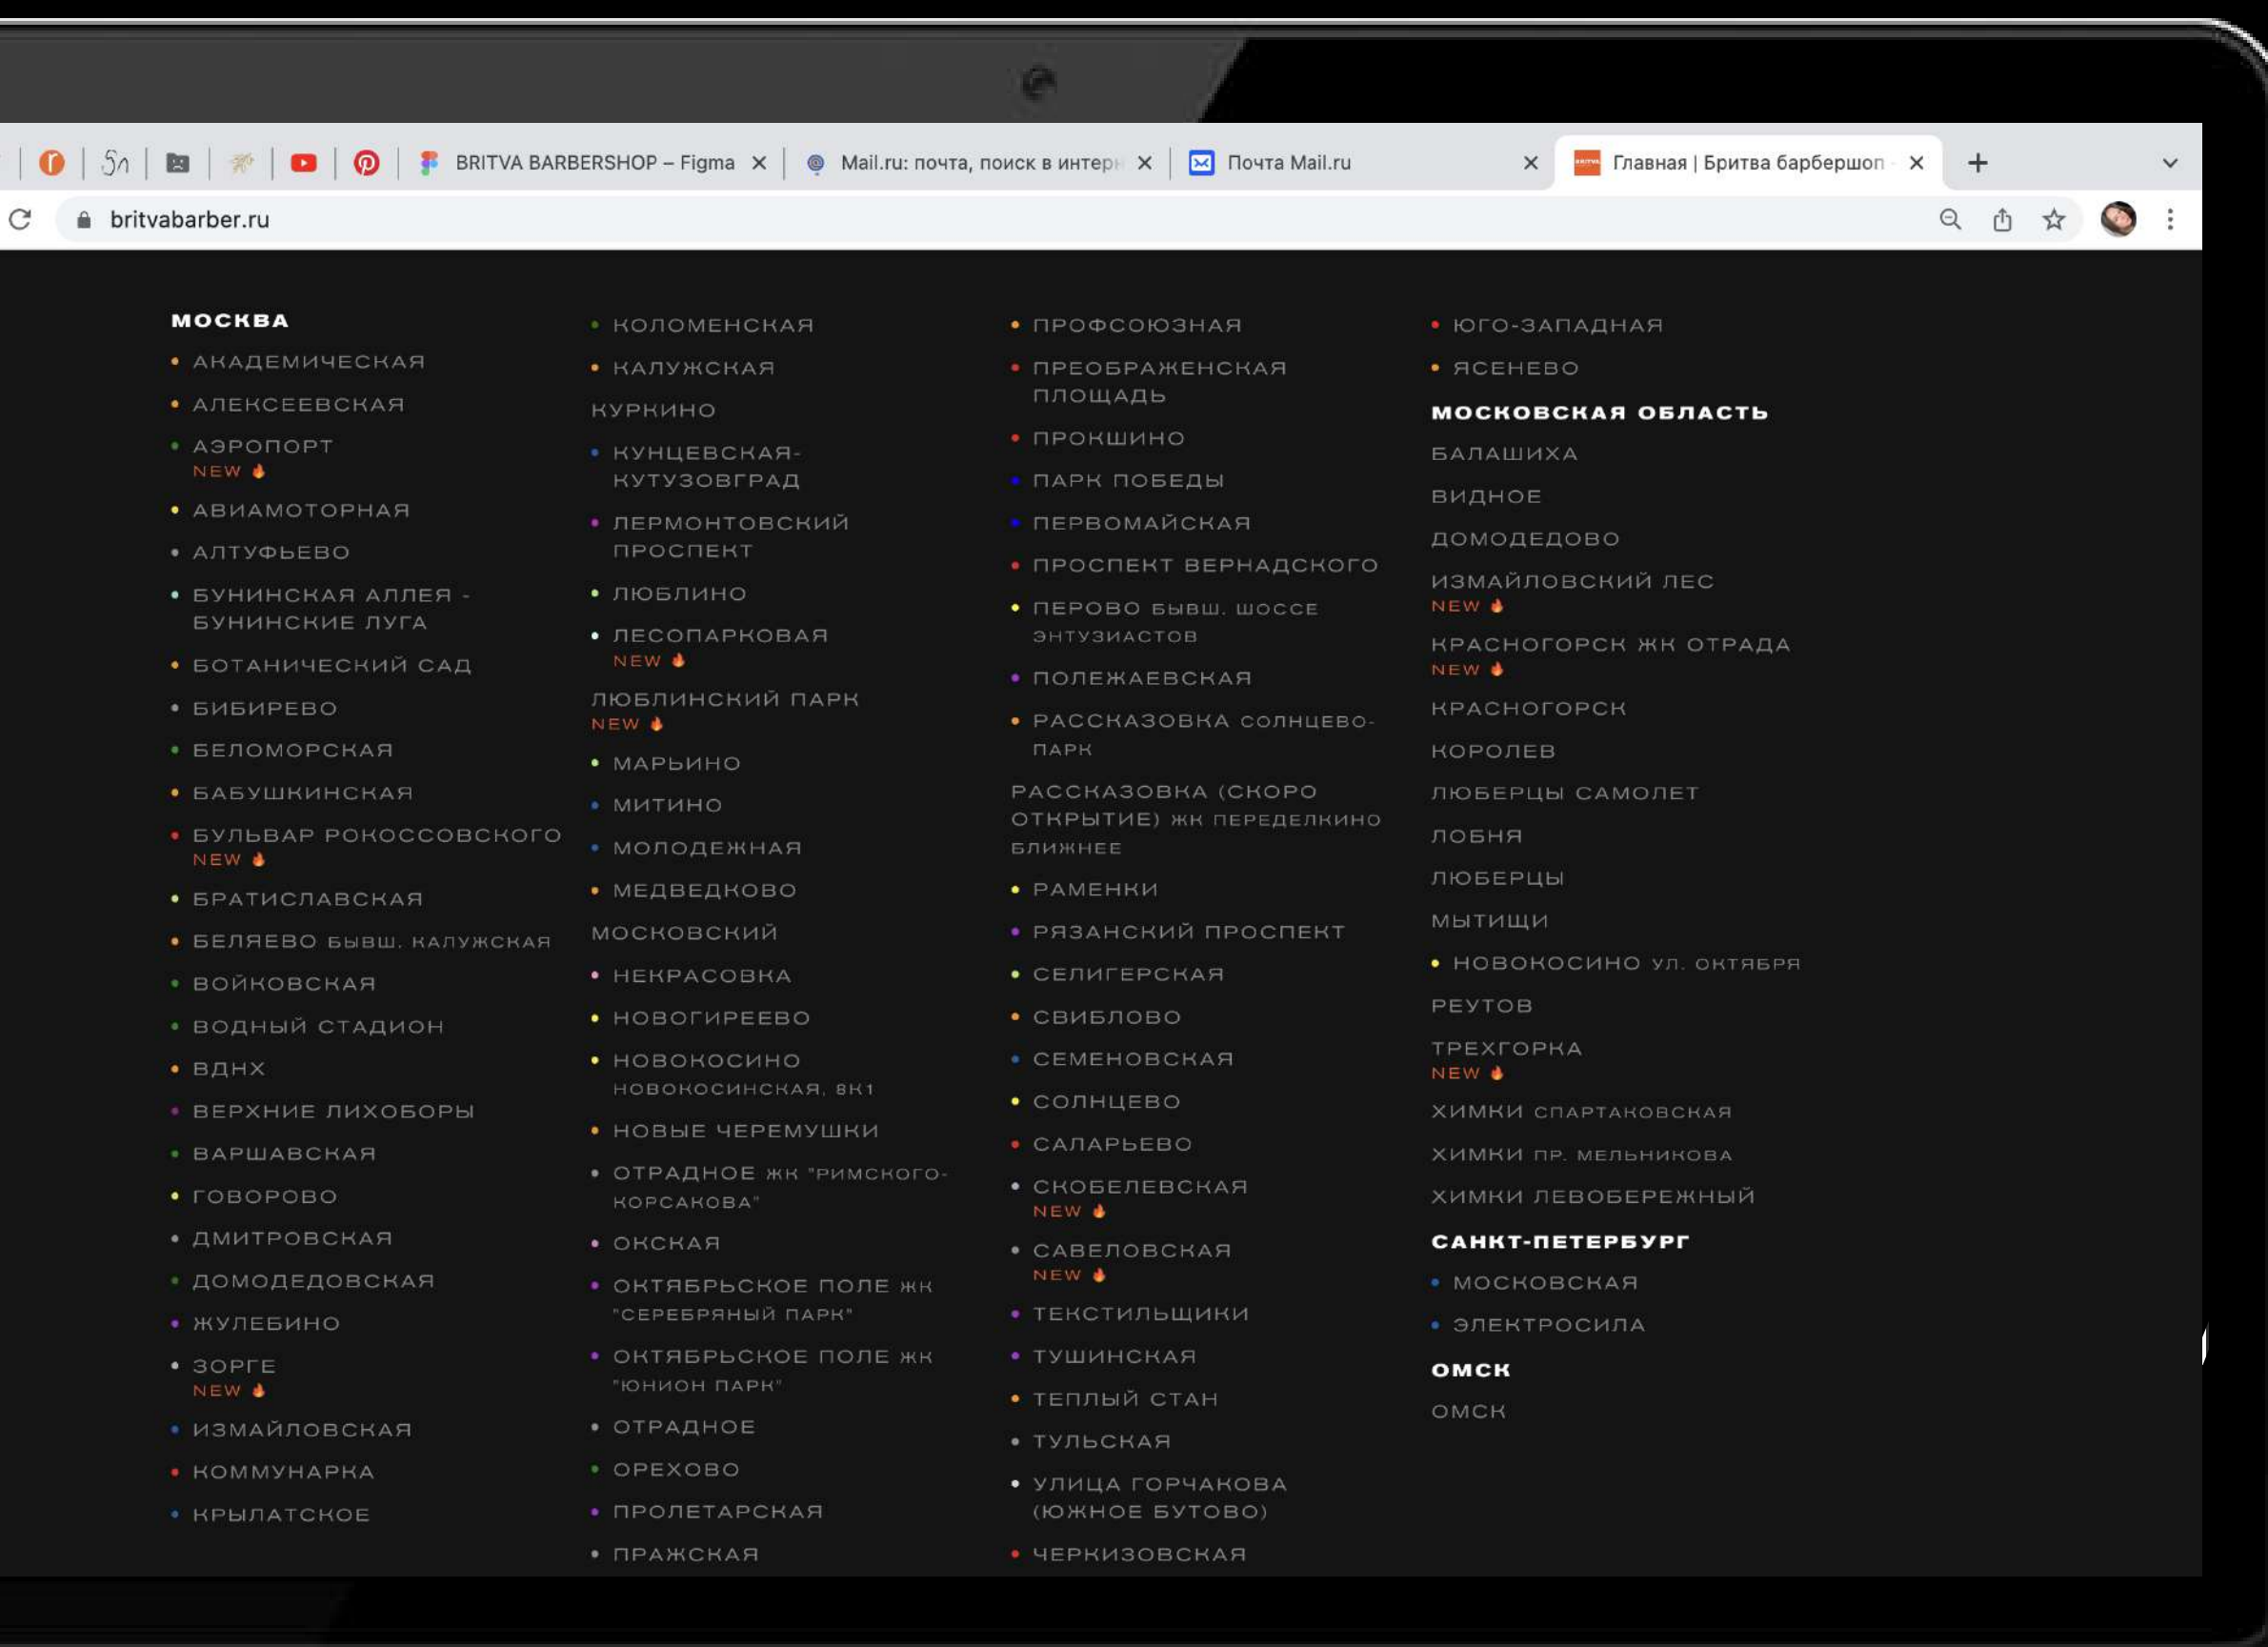 BRITVA BARBERSHOP – Figma
Mail.ru: почта, поиск в интерн
Почта Mail.ru
Главная | Бритва барбершоп -
britvabarber.ru
МОСКВА
АКАДЕМИЧЕСКАЯ
АЛЕКСЕЕВСКАЯ
АЭРОПОРТ
NEW
АВИАМОТОРНАЯ
АЛТУФЬЕВО
БУНИНСКАЯ АЛЛЕЯ -
БУНИНСКИЕ ЛУГА
БОТАНИЧЕСКИЙ САД
БИБИРЕВО
БЕЛОМОРСКАЯ
БАБУШКИНСКАЯ
БУЛЬВАР РОКОССОВСКОГО
NEW
БРАТИСЛАВСКАЯ
БЕЛЯЕВО БЫВШ. КАЛУЖСКАЯ
ВОЙКОВСКАЯ
ВОДНЫЙ СТАДИОН
ВДНХ
ВЕРХНИЕ ЛИХОБОРЫ
ВАРШАВСКАЯ
ГОВОРОВО
ДМИТРОВСКАЯ
ДОМОДЕДОВСКАЯ
ЖУЛЕБИНО
ЗОРГЕ
NEW
ИЗМАЙЛОВСКАЯ
КОММУНАРКА
КРЫЛАТСКОЕ
КОЛОМЕНСКАЯ
КАЛУЖСКАЯ
КУРКИНО
КУНЦЕВСКАЯ-
КУТУЗОВГРАД
ЛЕРМОНТОВСКИЙ
ПРОСПЕКТ
ЛЮБЛИНО
ЛЕСОПАРКОВАЯ
NEW
ЛЮБЛИНСКИЙ ПАРК
NEW
МАРЬИНО
МИТИНО
МОЛОДЕЖНАЯ
МЕДВЕДКОВО
МОСКОВСКИЙ
НЕКРАСОВКА
НОВОГИРЕЕВО
НОВОКОСИНО
НОВОКОСИНСКАЯ, 8К1
НОВЫЕ ЧЕРЕМУШКИ
ОТРАДНОЕ ЖК "РИМСКОГО-
КОРСАКОВА"
ОКСКАЯ
ОКТЯБРЬСКОЕ ПОЛЕ ЖК
"СЕРЕБРЯНЫЙ ПАРК"
ОКТЯБРЬСКОЕ ПОЛЕ ЖК
"ЮНИОН ПАРК"
ОТРАДНОЕ
ОРЕХОВО
ПРОЛЕТАРСКАЯ
ПРАЖСКАЯ
ПРОФСОЮЗНАЯ
ПРЕОБРАЖЕНСКАЯ
ПЛОЩАДЬ
ПРОКШИНО
ПАРК ПОБЕДЫ
ПЕРВОМАЙСКАЯ
ПРОСПЕКТ ВЕРНАДСКОГО
ПЕРОВО БЫВШ. ШОССЕ
ЭНТУЗИАСТОВ
ПОЛЕЖАЕВСКАЯ
РАССКАЗОВКА СОЛНЦЕВО-
ПАРК
РАССКАЗОВКА (СКОРО
ОТКРЫТИЕ) ЖК ПЕРЕДЕЛКИНО
БЛИЖНЕЕ
РАМЕНКИ
РЯЗАНСКИЙ ПРОСПЕКТ
СЕЛИГЕРСКАЯ
СВИБЛОВО
СЕМЕНОВСКАЯ
СОЛНЦЕВО
САЛАРЬЕВО
СКОБЕЛЕВСКАЯ
NEW
САВЕЛОВСКАЯ
NEW
ТЕКСТИЛЬЩИКИ
ТУШИНСКАЯ
ТЕПЛЫЙ СТАН
ТУЛЬСКАЯ
УЛИЦА ГОРЧАКОВА
(ЮЖНОЕ БУТОВО)
ЧЕРКИЗОВСКАЯ
ЮГО-ЗАПАДНАЯ
ЯСЕНЕВО
МОСКОВСКАЯ ОБЛАСТЬ
БАЛАШИХА
ВИДНОЕ
ДОМОДЕДОВО
ИЗМАЙЛОВСКИЙ ЛЕС
NEW
КРАСНОГОРСК ЖК ОТРАДА
NEW
КРАСНОГОРСК
КОРОЛЕВ
ЛЮБЕРЦЫ САМОЛЕТ
ЛОБНЯ
ЛЮБЕРЦЫ
МЫТИЩИ
НОВОКОСИНО УЛ. ОКТЯБРЯ
РЕУТОВ
ТРЕХГОРКА
NEW
ХИМКИ СПАРТАКОВСКАЯ
ХИМКИ ПР. МЕЛЬНИКОВА
ХИМКИ ЛЕВОБЕРЕЖНЫЙ
САНКТ-ПЕТЕРБУРГ
МОСКОВСКАЯ
ЭЛЕКТРОСИЛА
ОМСК
ОМСК